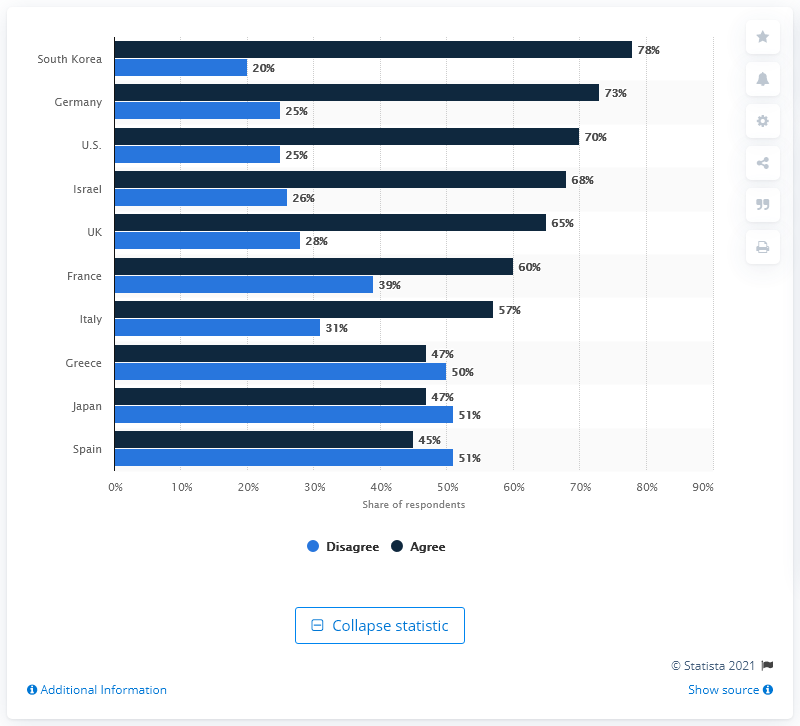 South Korea
78%
20%
Germany
73%
25%
U.S.
70%
25%
Israel
68%
26%
UK
65%
28%
France
60%
39%
Italy
57%
31%
Greece
47%
50%
Japan
47%
51%
Spain
45%
51%
0% 10% 20% 30% 40% 50% 60% 70% 80% 90%
Share of respondents
Disagree Agree
Collapse statistic
© Statista 2021
Additional Information Show source